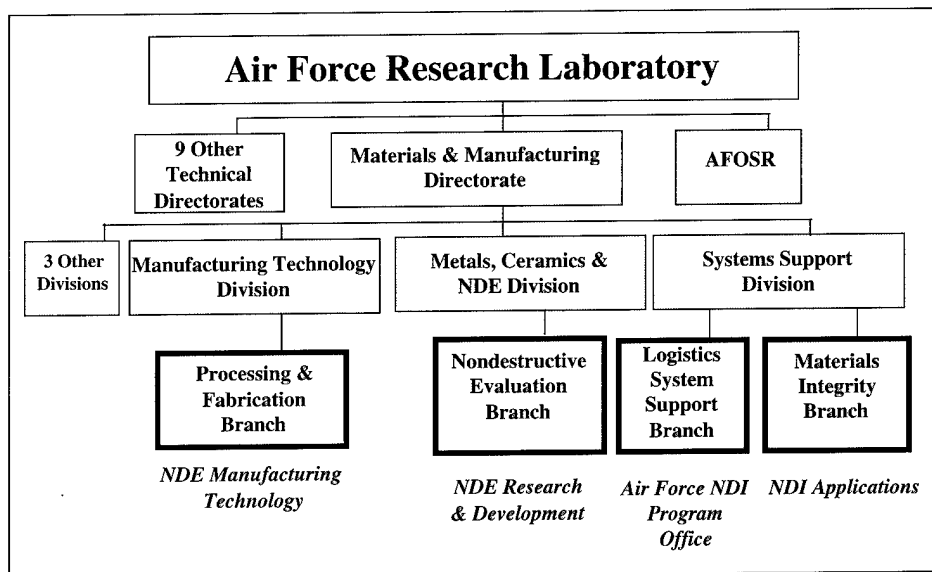 Air Force Research Laboratory
9 Other
Technical
Directorates
Materials & Manufacturing
Directorate
AFOSR
3 Other
Divisions
Manufacturing Technology
Division
Metals, Ceramics &
NDE Division
Systems Support
Division
Processing &
Fabrication
Branch
Nondestructive
Evaluation
Branch
Logistics
System
Support
Branch
Materials
Integrity
Branch
NDE Manufacturing
Technology
NDE Research
& Development
Air Force NDI
Program
Office
NDI Applications